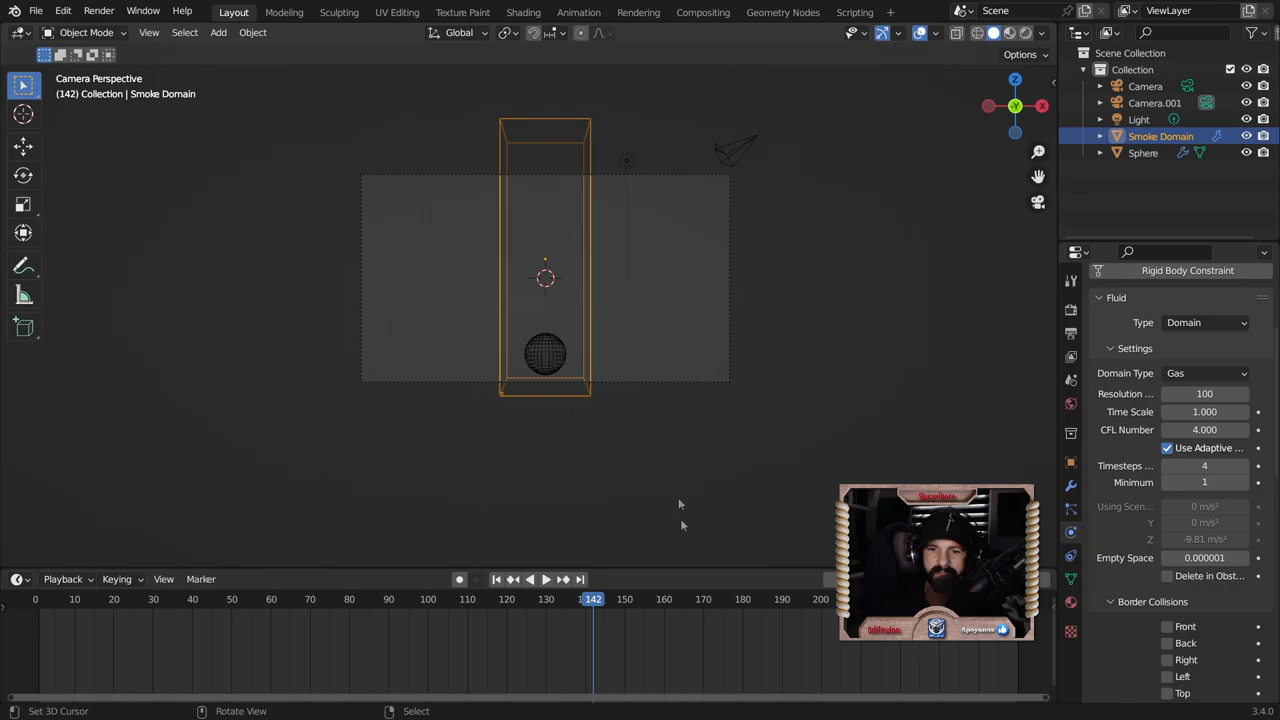 File Edit Render Window Help
Layout Modeling Sculpting UV Editing Texture Paint Shading Animation Rendering Compositing Geometry Nodes Scripting
Scene
ViewLayer
Object Mode View Select Add Object
Global
Options
Camera Perspective
(142) Collection | Smoke Domain
Z
X
-Y
Scene Collection
Collection
Camera
Camera.001
Light
Smoke Domain
Sphere
Rigid Body Constraint
Fluid
Type Domain
Settings
Domain Type Gas
Resolution ... 100
Time Scale 1.000
CFL Number 4.000
Use Adaptive ...
Timesteps ... 4
Minimum 1
Using Scen... 0 m/s²
Y 0 m/s²
Z -9.81 m/s²
Empty Space 0.000001
Delete in Obst...
Border Collisions
Front
Back
Right
Left
Top
Apoyanos
Playback Keying View Marker
0 10 20 30 40 50 60 70 80 90 100 110 120 130 142 150 160 170 200
Set 3D Cursor Rotate View Select
3.4.0